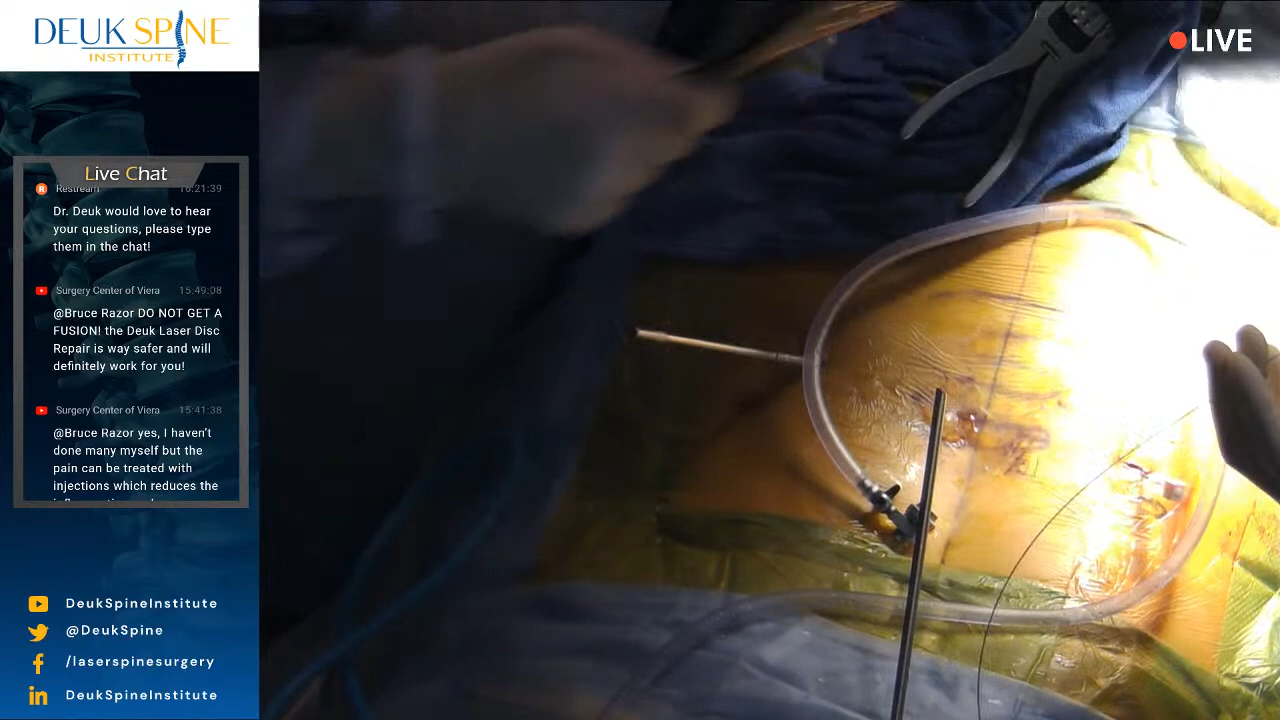 DEUK SPINE
INSTITUTE
LIVE
Live Chat
Restream 16:21:39
Dr. Deuk would love to hear
your questions, please type
them in the chat!
Surgery Center of Viera 15:49:08
@Bruce Razor DO NOT GET A
FUSION! the Deuk Laser Disc
Repair is way safer and will
definitely work for you!
Surgery Center of Viera 15:41:38
@Bruce Razor yes, I haven't
done many myself but the
pain can be treated with
injections which reduces the
DeukSpineInstitute
@DeukSpine
/laserspinesurgery
DeukSpineInstitute